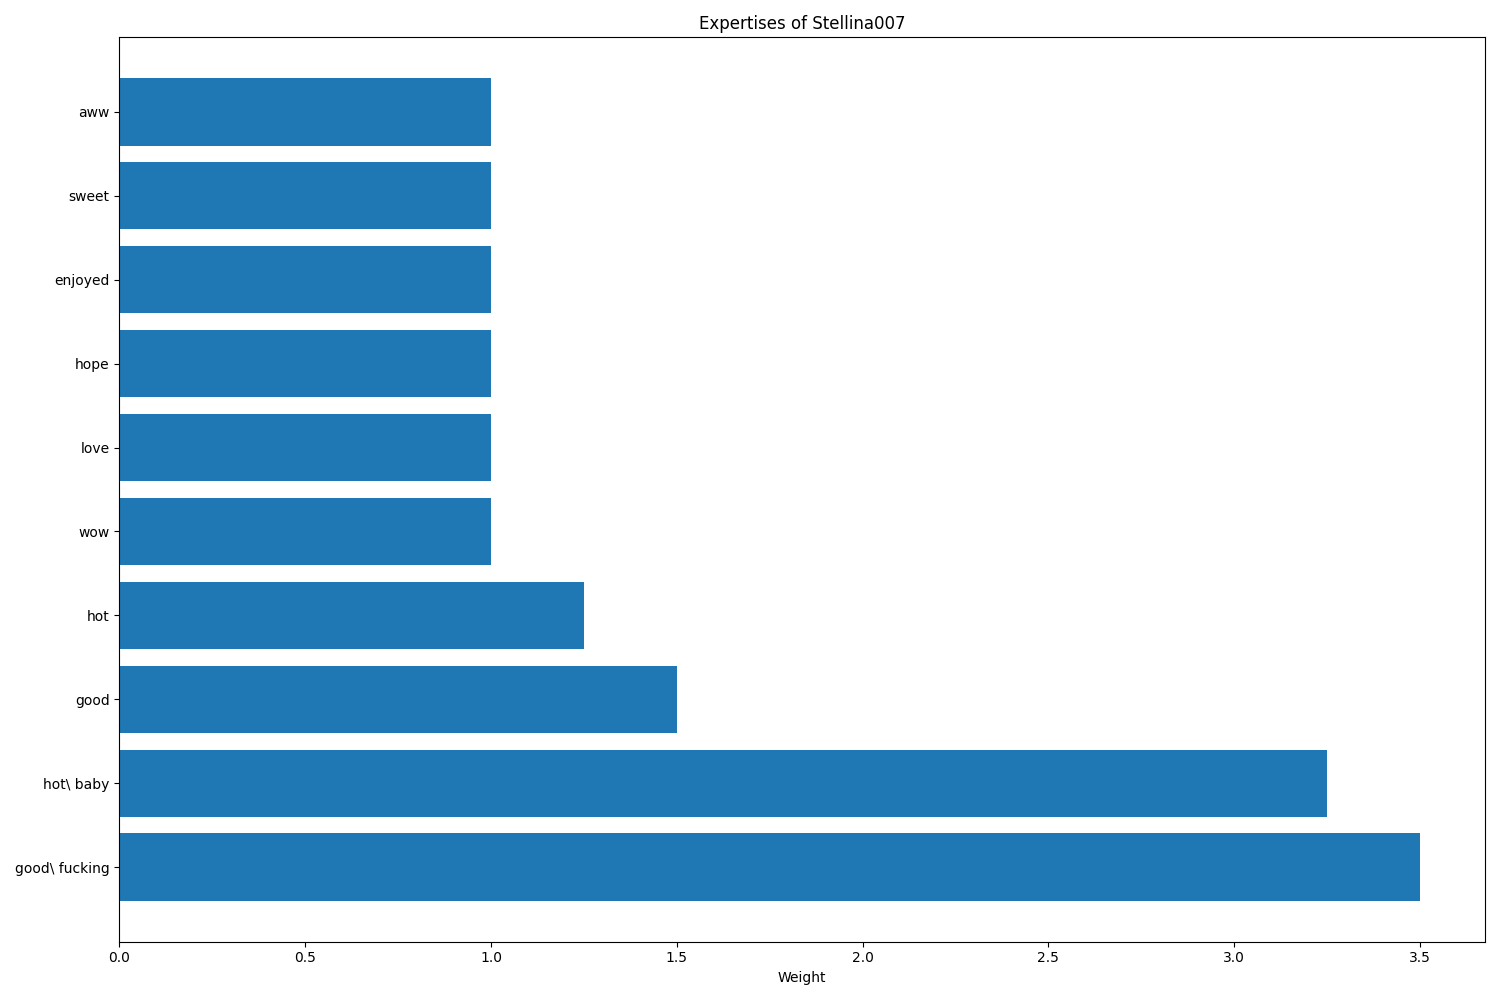 Expertises of Stellina007
aww
sweet
enjoyed
hope
love
wow
hot
good
hot\ baby
good\ fucking
0.0 0.5 1.0 1.5 2.0 2.5 3.0 3.5
Weight